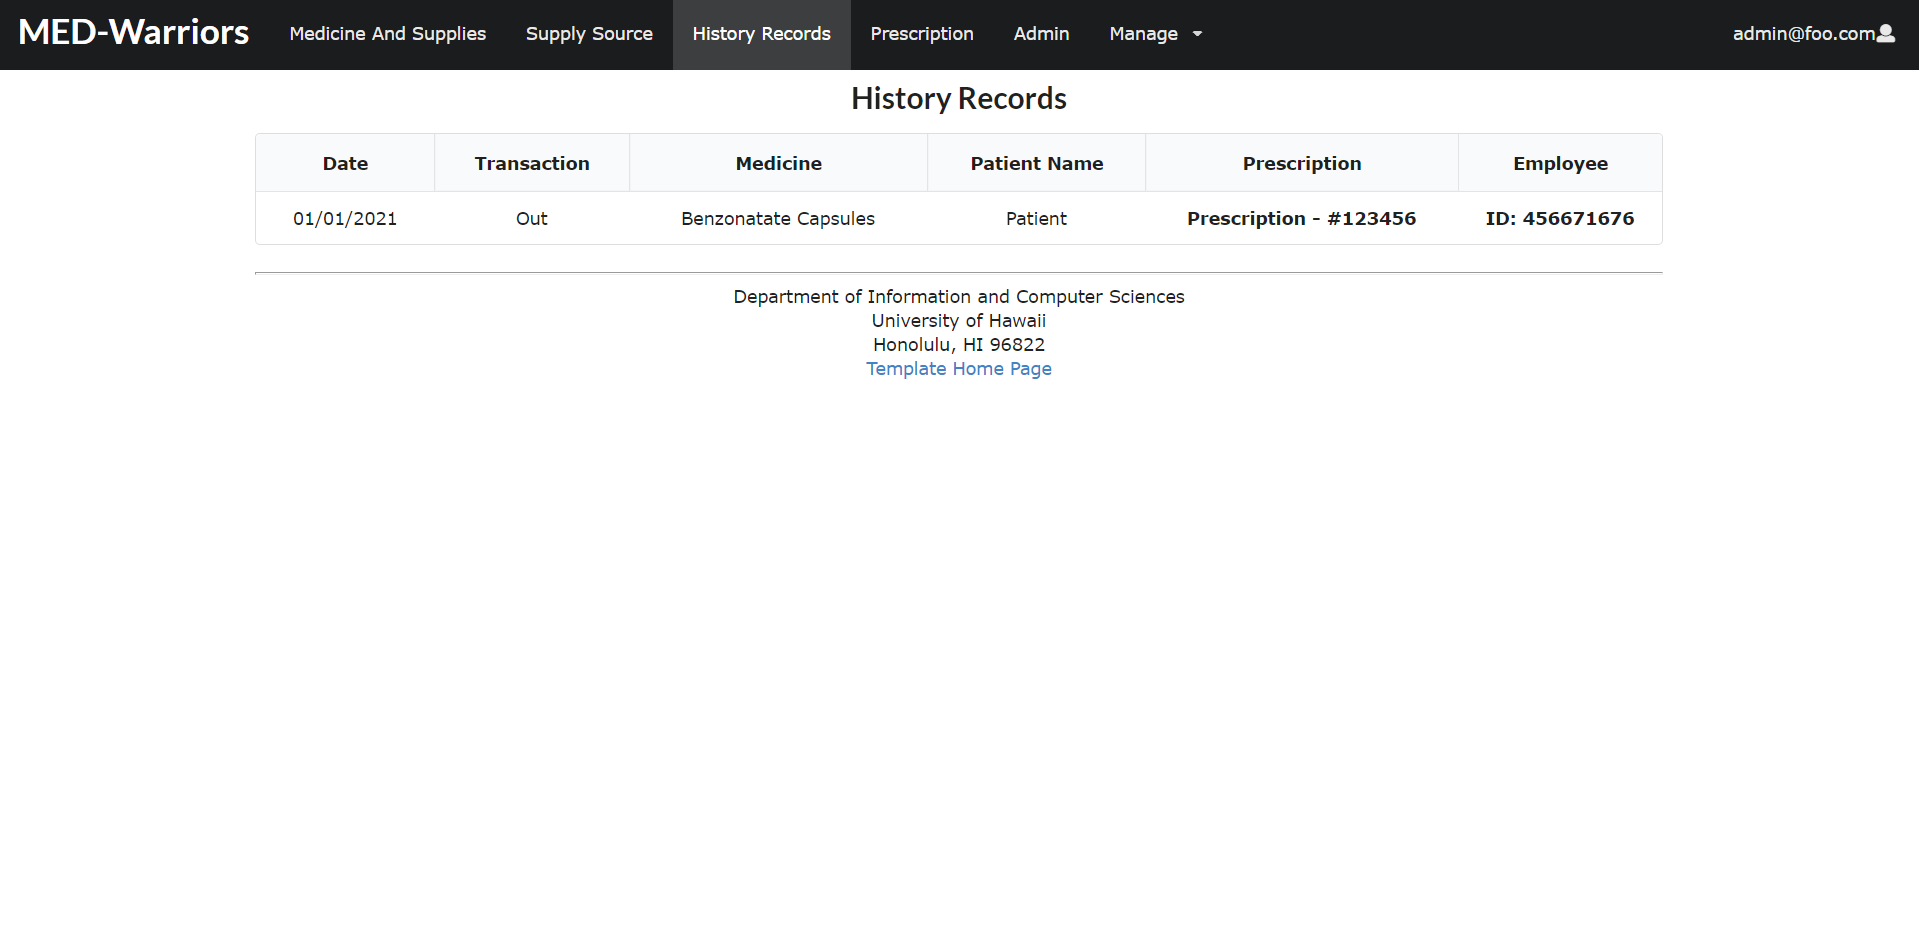 MED-Warriors Medicine And Supplies Supply Source History Records Prescription Admin Manage admin@foo.com
History Records
Date Transaction Medicine Patient Name Prescription Employee
01/01/2021 Out Benzonatate Capsules Patient Prescription - #123456 ID: 456671676
Department of Information and Computer Sciences
University of Hawaii
Honolulu, HI 96822
Template Home Page